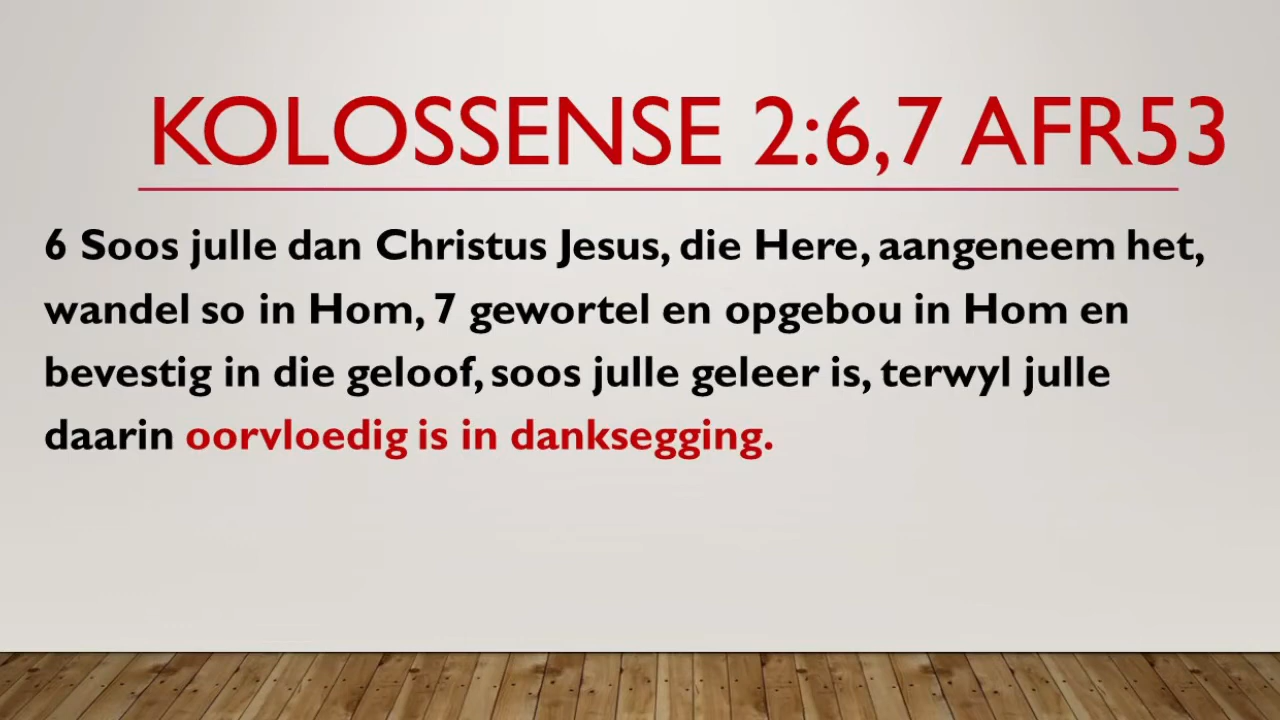 KOLOSSENSE 2:6,7 AFR53
6 Soos julle dan Christus Jesus, die Here, aangeneem het,
wandel so in Hom, 7 gewortel en opgebou in Hom en
bevestig in die geloof, soos julle geleer is, terwyl julle
daarin oorvloedig is in danksegging.